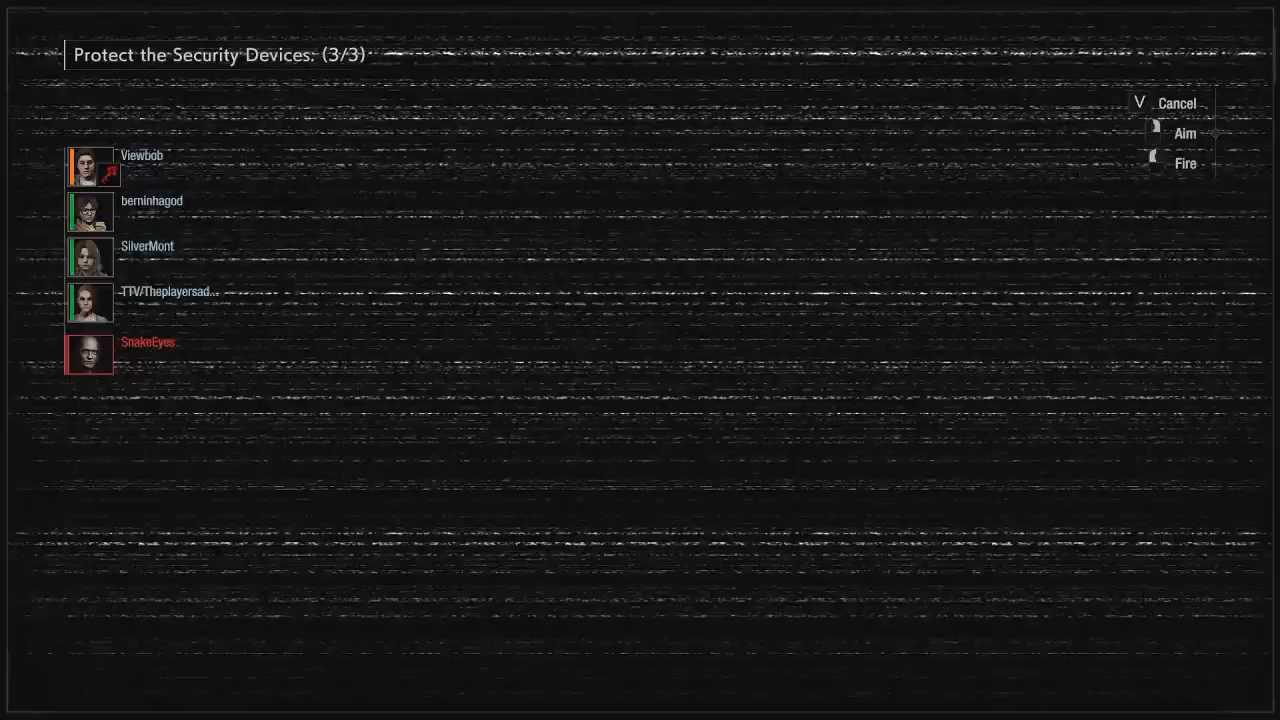 Protect the Security Devices: (3/3)
V Cancel
Aim
Fire
Viewbob
berninhagod
SilverMont
TTV/Theplayersad...
SnakeEyes